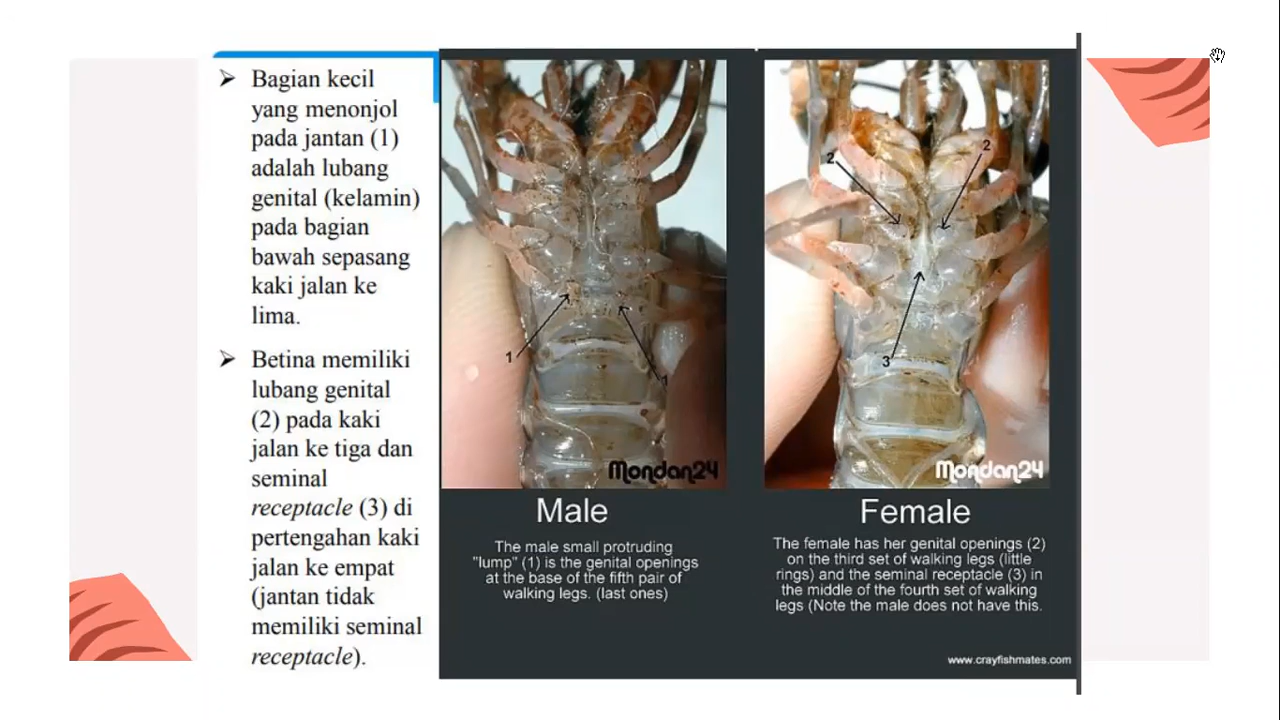 Bagian kecil
yang menonjol
pada jantan (1)
adalah lubang
genital (kelamin)
pada bagian
bawah sepasang
kaki jalan ke
lima.
Betina memiliki
lubang genital
(2) pada kaki
jalan ke tiga dan
seminal
receptacle (3) di
pertengahan kaki
jalan ke empat
(jantan tidak
memiliki seminal
receptacle).
1
1
Mondan24
Male
The male small protruding
"lump" (1) is the genital openings
at the base of the fifth pair of
walking legs. (last ones)
2
2
3
Mondan24
Female
The female has her genital openings (2)
on the third set of walking legs (little
rings) and the seminal receptacle (3) in
the middle of the fourth set of walking
legs (Note the male does not have this.
www.crayfishmates.com